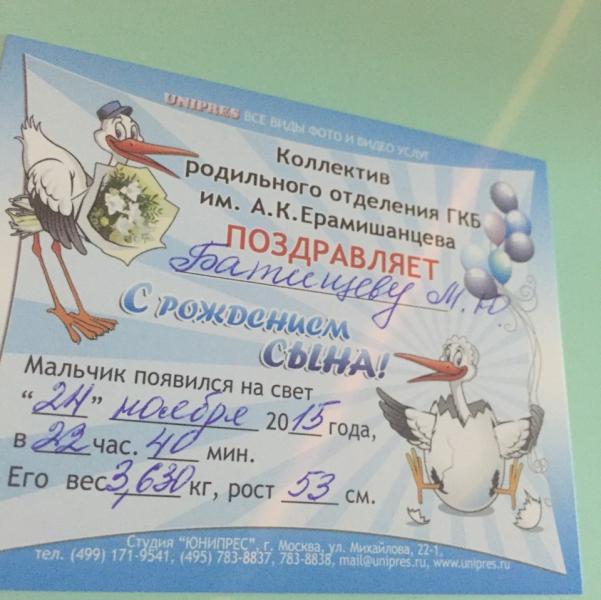 UNIPRES ВСЕ ВИДЫ ФОТО И ВИДЕО УСЛУГ
Коллектив
родильного отделения ГКБ
им. А.К.Ерамишанцева
ПОЗДРАВЛЯЕТ
Батищеву М.Ю.
С РОЖДЕНИЕМ
СЫНА!
Мальчик появился на свет
"24" ноября 2015 года,
в 22 час. 40 мин.
Его вес 3,630 кг, рост 53 см.
Студия "ЮНИПРЕС", г. Москва, ул. Михайлова, 22-1,
тел. (499) 171-9541, (495) 783-8837, 783-8838, mail@unipres.ru, www.unipres.ru